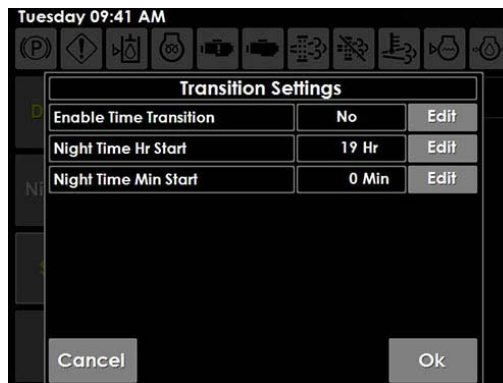 Tuesday 09:41 AM
Transition Settings
Enable Time Transition No Edit
Night Time Hr Start 19 Hr Edit
Night Time Min Start 0 Min Edit
Cancel Ok